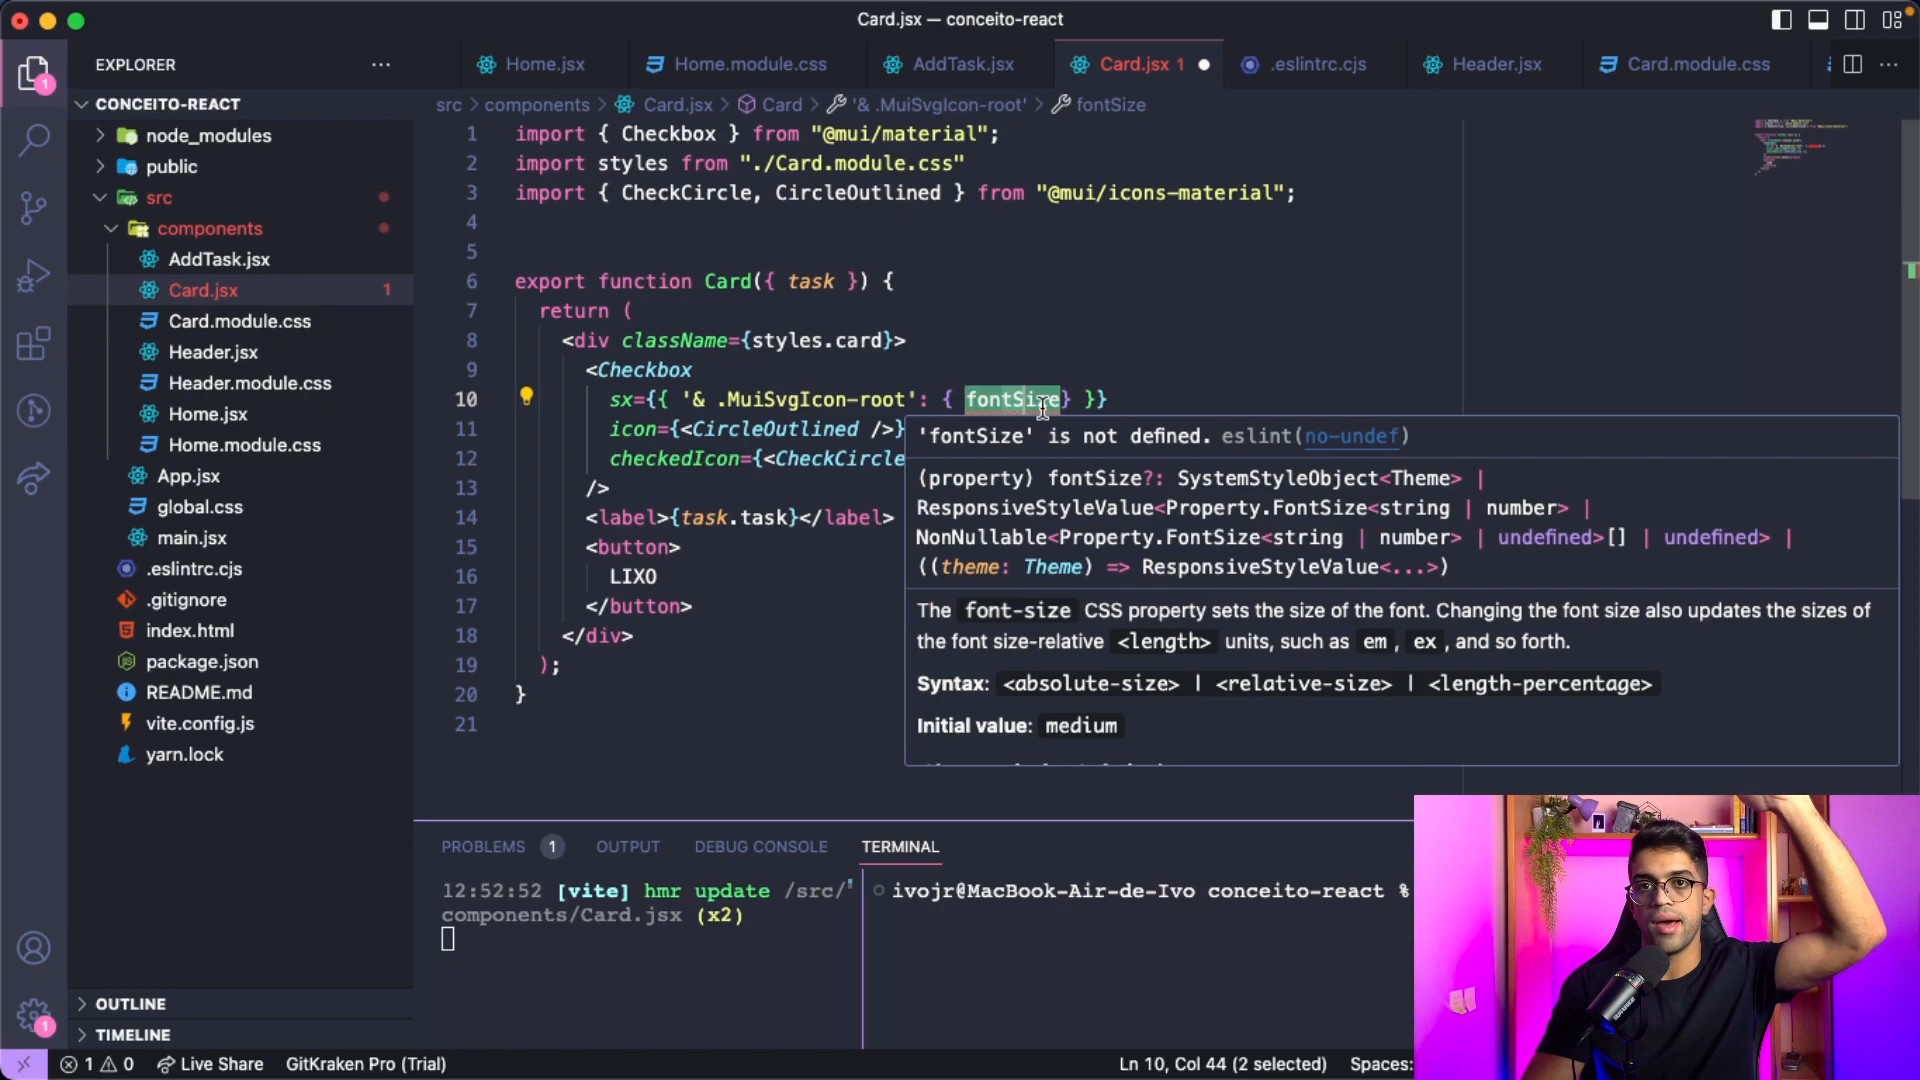 Card.jsx — conceito-react
EXPLORER
Home.jsx
Home.module.css
AddTask.jsx
Card.jsx 1
.eslintrc.cjs
Header.jsx
Card.module.css
CONCEITO-REACT
node_modules
public
src
components
AddTask.jsx
Card.jsx 1
Card.module.css
Header.jsx
Header.module.css
Home.jsx
Home.module.css
App.jsx
global.css
main.jsx
.eslintrc.cjs
.gitignore
index.html
package.json
README.md
vite.config.js
yarn.lock
OUTLINE
TIMELINE
src > components > Card.jsx > Card > '& .MuiSvgIcon-root' > fontSize
1 import { Checkbox } from "@mui/material";
2 import styles from "./Card.module.css"
3 import { CheckCircle, CircleOutlined } from "@mui/icons-material";
4
5
6 export function Card({ task }) {
7 return (
8 <div className={styles.card}>
9 <Checkbox
10 sx={{ '& .MuiSvgIcon-root': { fontSize} }}
11 icon={<CircleOutlined />}
12 checkedIcon={<CheckCircle
13 />
14 <label>{task.task}</label>
15 <button>
16 LIXO
17 </button>
18 </div>
19 );
20 }
21
'fontSize' is not defined. eslint(no-undef)
(property) fontSize?: SystemStyleObject<Theme> |
ResponsiveStyleValue<Property.FontSize<string | number> |
NonNullable<Property.FontSize<string | number> | undefined>[] | undefined> |
((theme: Theme) => ResponsiveStyleValue<...>)
The font-size CSS property sets the size of the font. Changing the font size also updates the sizes of
the font size-relative <length> units, such as em , ex , and so forth.
Syntax: <absolute-size> | <relative-size> | <length-percentage>
Initial value: medium
PROBLEMS 1 OUTPUT DEBUG CONSOLE TERMINAL
12:52:52 [vite] hmr update /src/
components/Card.jsx (x2)
ivojr@MacBook-Air-de-Ivo conceito-react %
1 0 Live Share GitKraken Pro (Trial)
Ln 10, Col 44 (2 selected) Spaces:
1
1